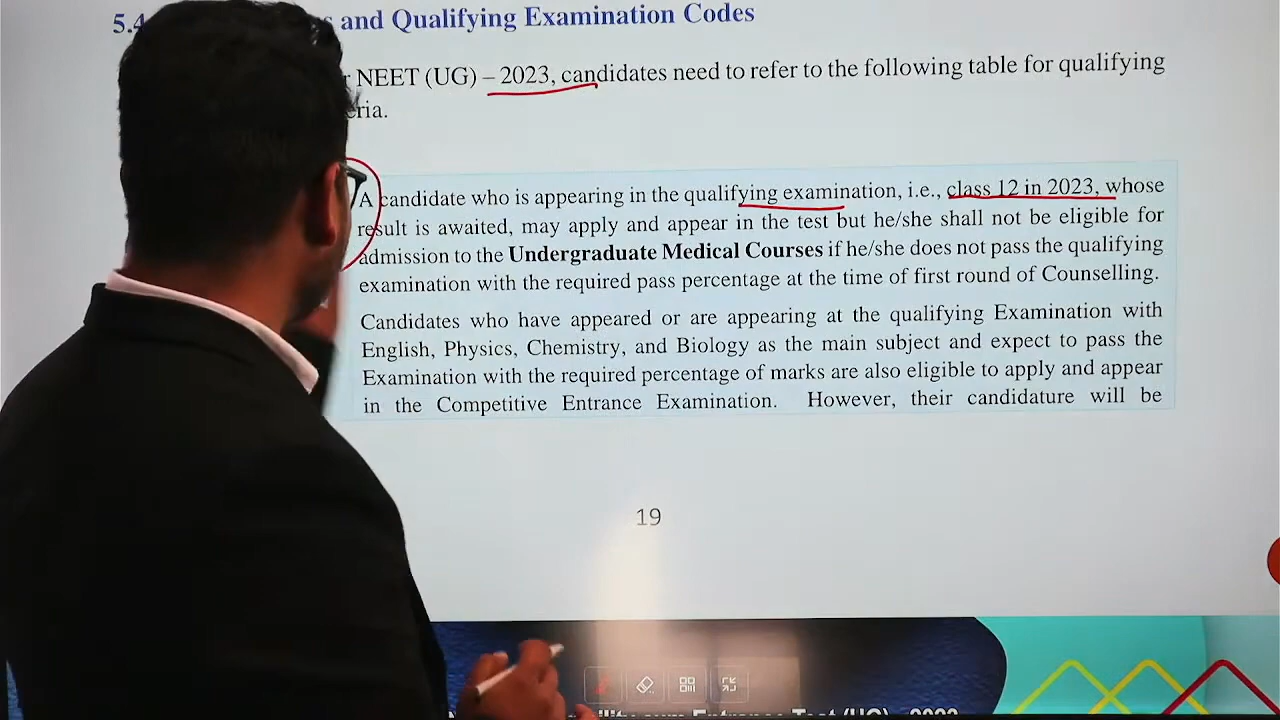 5.4 and Qualifying Examination Codes
NEET (UG) – 2023, candidates need to refer to the following table for qualifying
A candidate who is appearing in the qualifying examination, i.e., class 12 in 2023, whose
result is awaited, may apply and appear in the test but he/she shall not be eligible for
admission to the Undergraduate Medical Courses if he/she does not pass the qualifying
examination with the required pass percentage at the time of first round of Counselling.
Candidates who have appeared or are appearing at the qualifying Examination with
English, Physics, Chemistry, and Biology as the main subject and expect to pass the
Examination with the required percentage of marks are also eligible to apply and appear
in the Competitive Entrance Examination. However, their candidature will be
19
Entrance Test (UG) - 2023